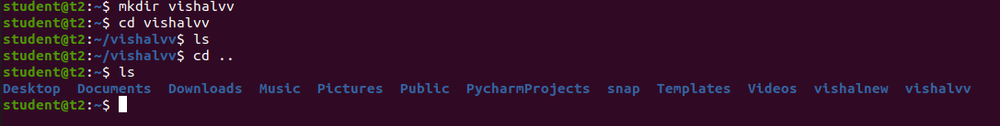 student@t2:~$ mkdir vishalvv
student@t2:~$ cd vishalvv
student@t2:~/vishalvv$ ls
student@t2:~/vishalvv$ cd ..
student@t2:~$ ls
Desktop  Documents  Downloads  Music  Pictures  Public  PycharmProjects  snap  Templates  Videos  vishalnew  vishalvv
student@t2:~$